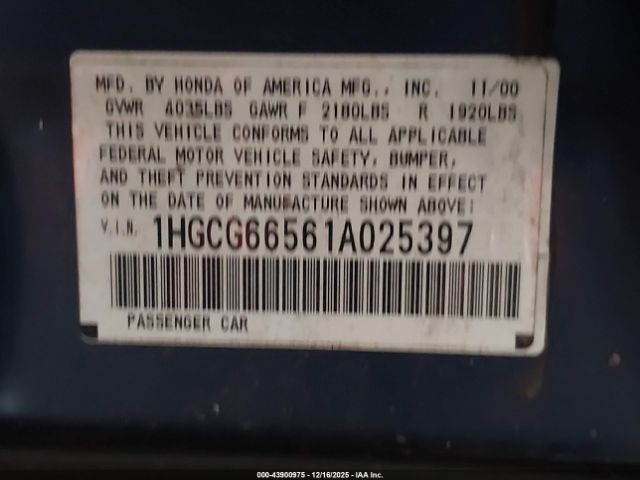 MFD. BY HONDA OF AMERICA MFG., INC. 11/00
GVWR 4035LBS GAWR F 2180LBS R 1920LBS
THIS VEHICLE CONFORMS TO ALL APPLICABLE
FEDERAL MOTOR VEHICLE SAFETY, BUMPER,
AND THEFT PREVENTION STANDARDS IN EFFECT
ON THE DATE OF MANUFACTURE SHOWN ABOVE:
V.I.N. 1HGCG66561A025397
PASSENGER CAR
000-43900975 - 12/16/2025 - IAA Inc.